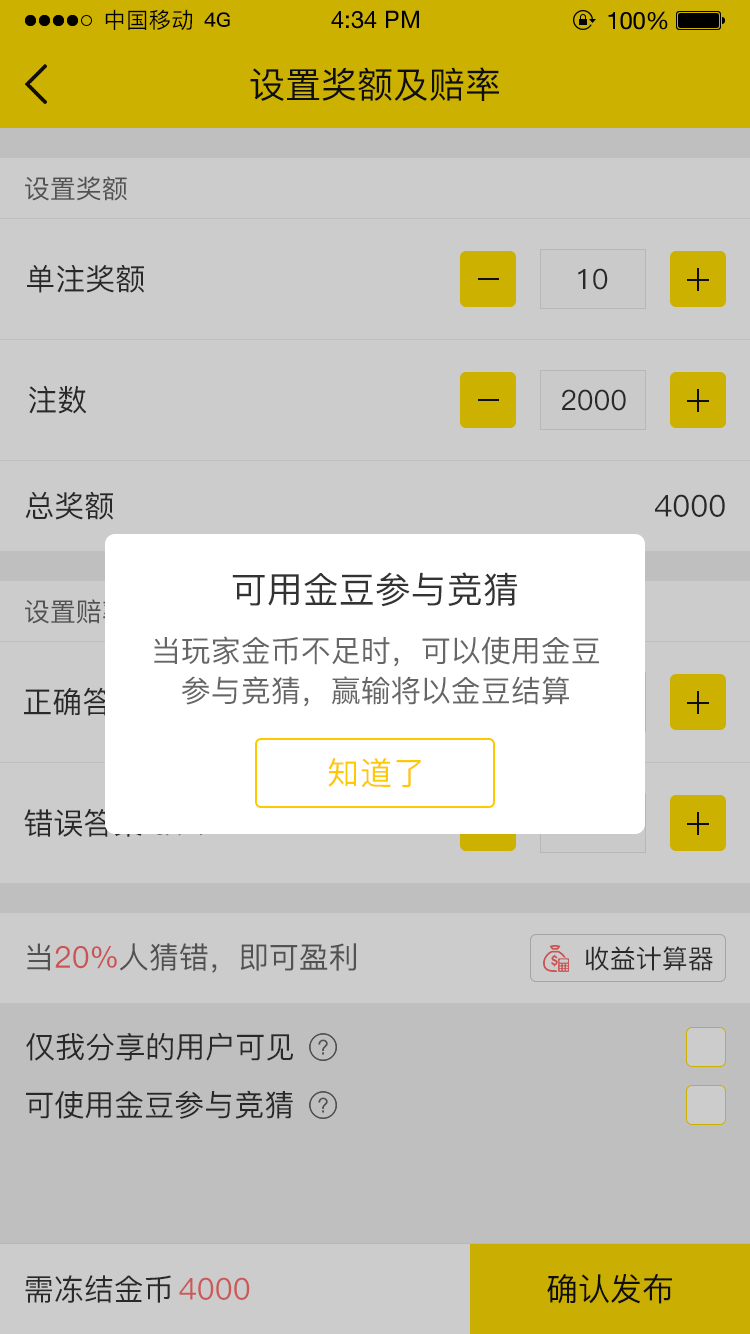 中国移动 4G 4:34 PM 100%
设置奖额及赔率
设置奖额
单注奖额 10
注数 2000
总奖额 4000
可用金豆参与竞猜
当玩家金币不足时，可以使用金豆
参与竞猜，赢输将以金豆结算
知道了
设置赔
正确答
错误答
当20%人猜错，即可盈利 收益计算器
仅我分享的用户可见 ?
可使用金豆参与竞猜 ?
需冻结金币 4000 确认发布